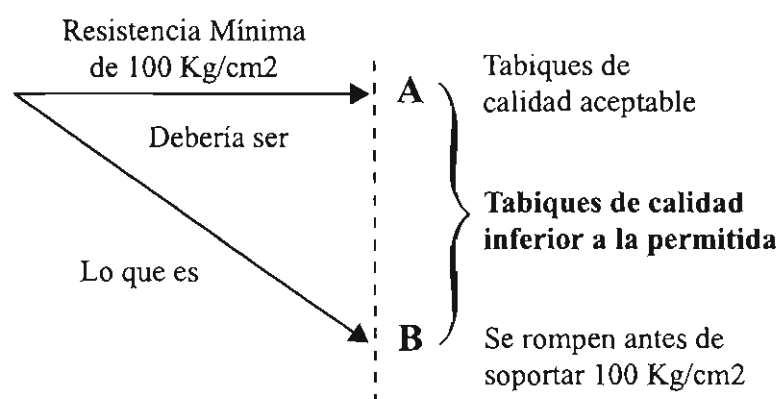 Resistencia Mínima
de 100 Kg/cm2
Debería ser
Lo que es
A
B
Tabiques de
calidad aceptable
Tabiques de calidad
inferior a la permitida
Se rompen antes de
soportar 100 Kg/cm2